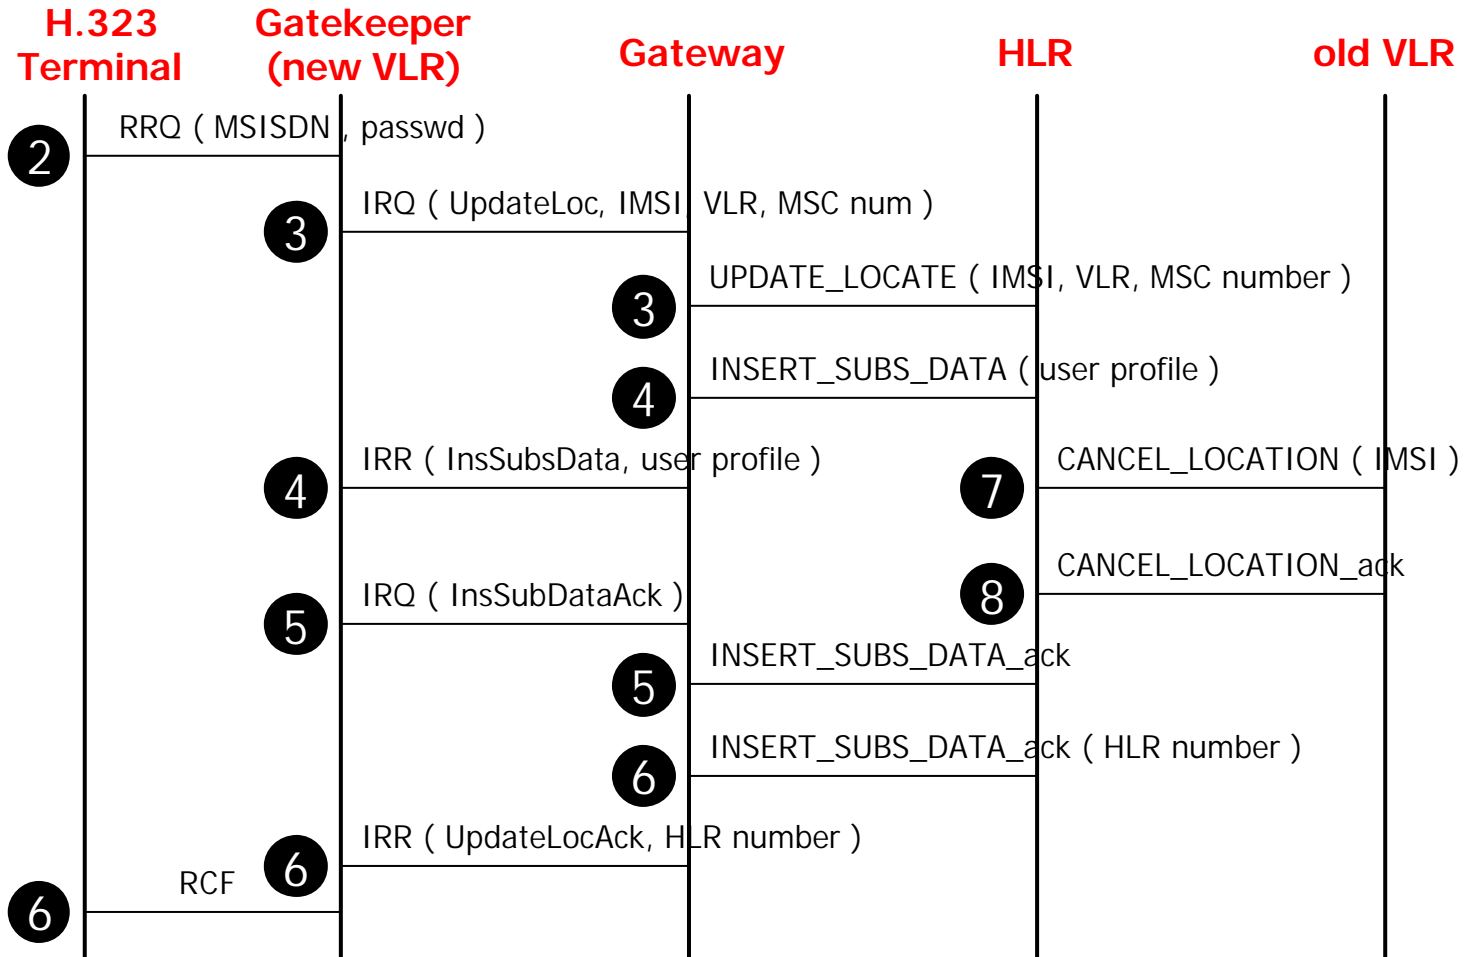 H.323
Terminal
Gatekeeper
(new VLR)
Gateway
HLR
old VLR
RRQ ( MSISDN , passwd )
2
IRQ ( UpdateLoc, IMSI, VLR, MSC num )
3
UPDATE_LOCATE ( IMSI, VLR, MSC number )
3
INSERT_SUBS_DATA ( user profile )
4
IRR ( InsSubsData, user profile )
4
CANCEL_LOCATION ( IMSI )
7
CANCEL_LOCATION_ack
8
IRQ ( InsSubDataAck )
5
INSERT_SUBS_DATA_ack
5
INSERT_SUBS_DATA_ack ( HLR number )
6
IRR ( UpdateLocAck, HLR number )
6
RCF
6